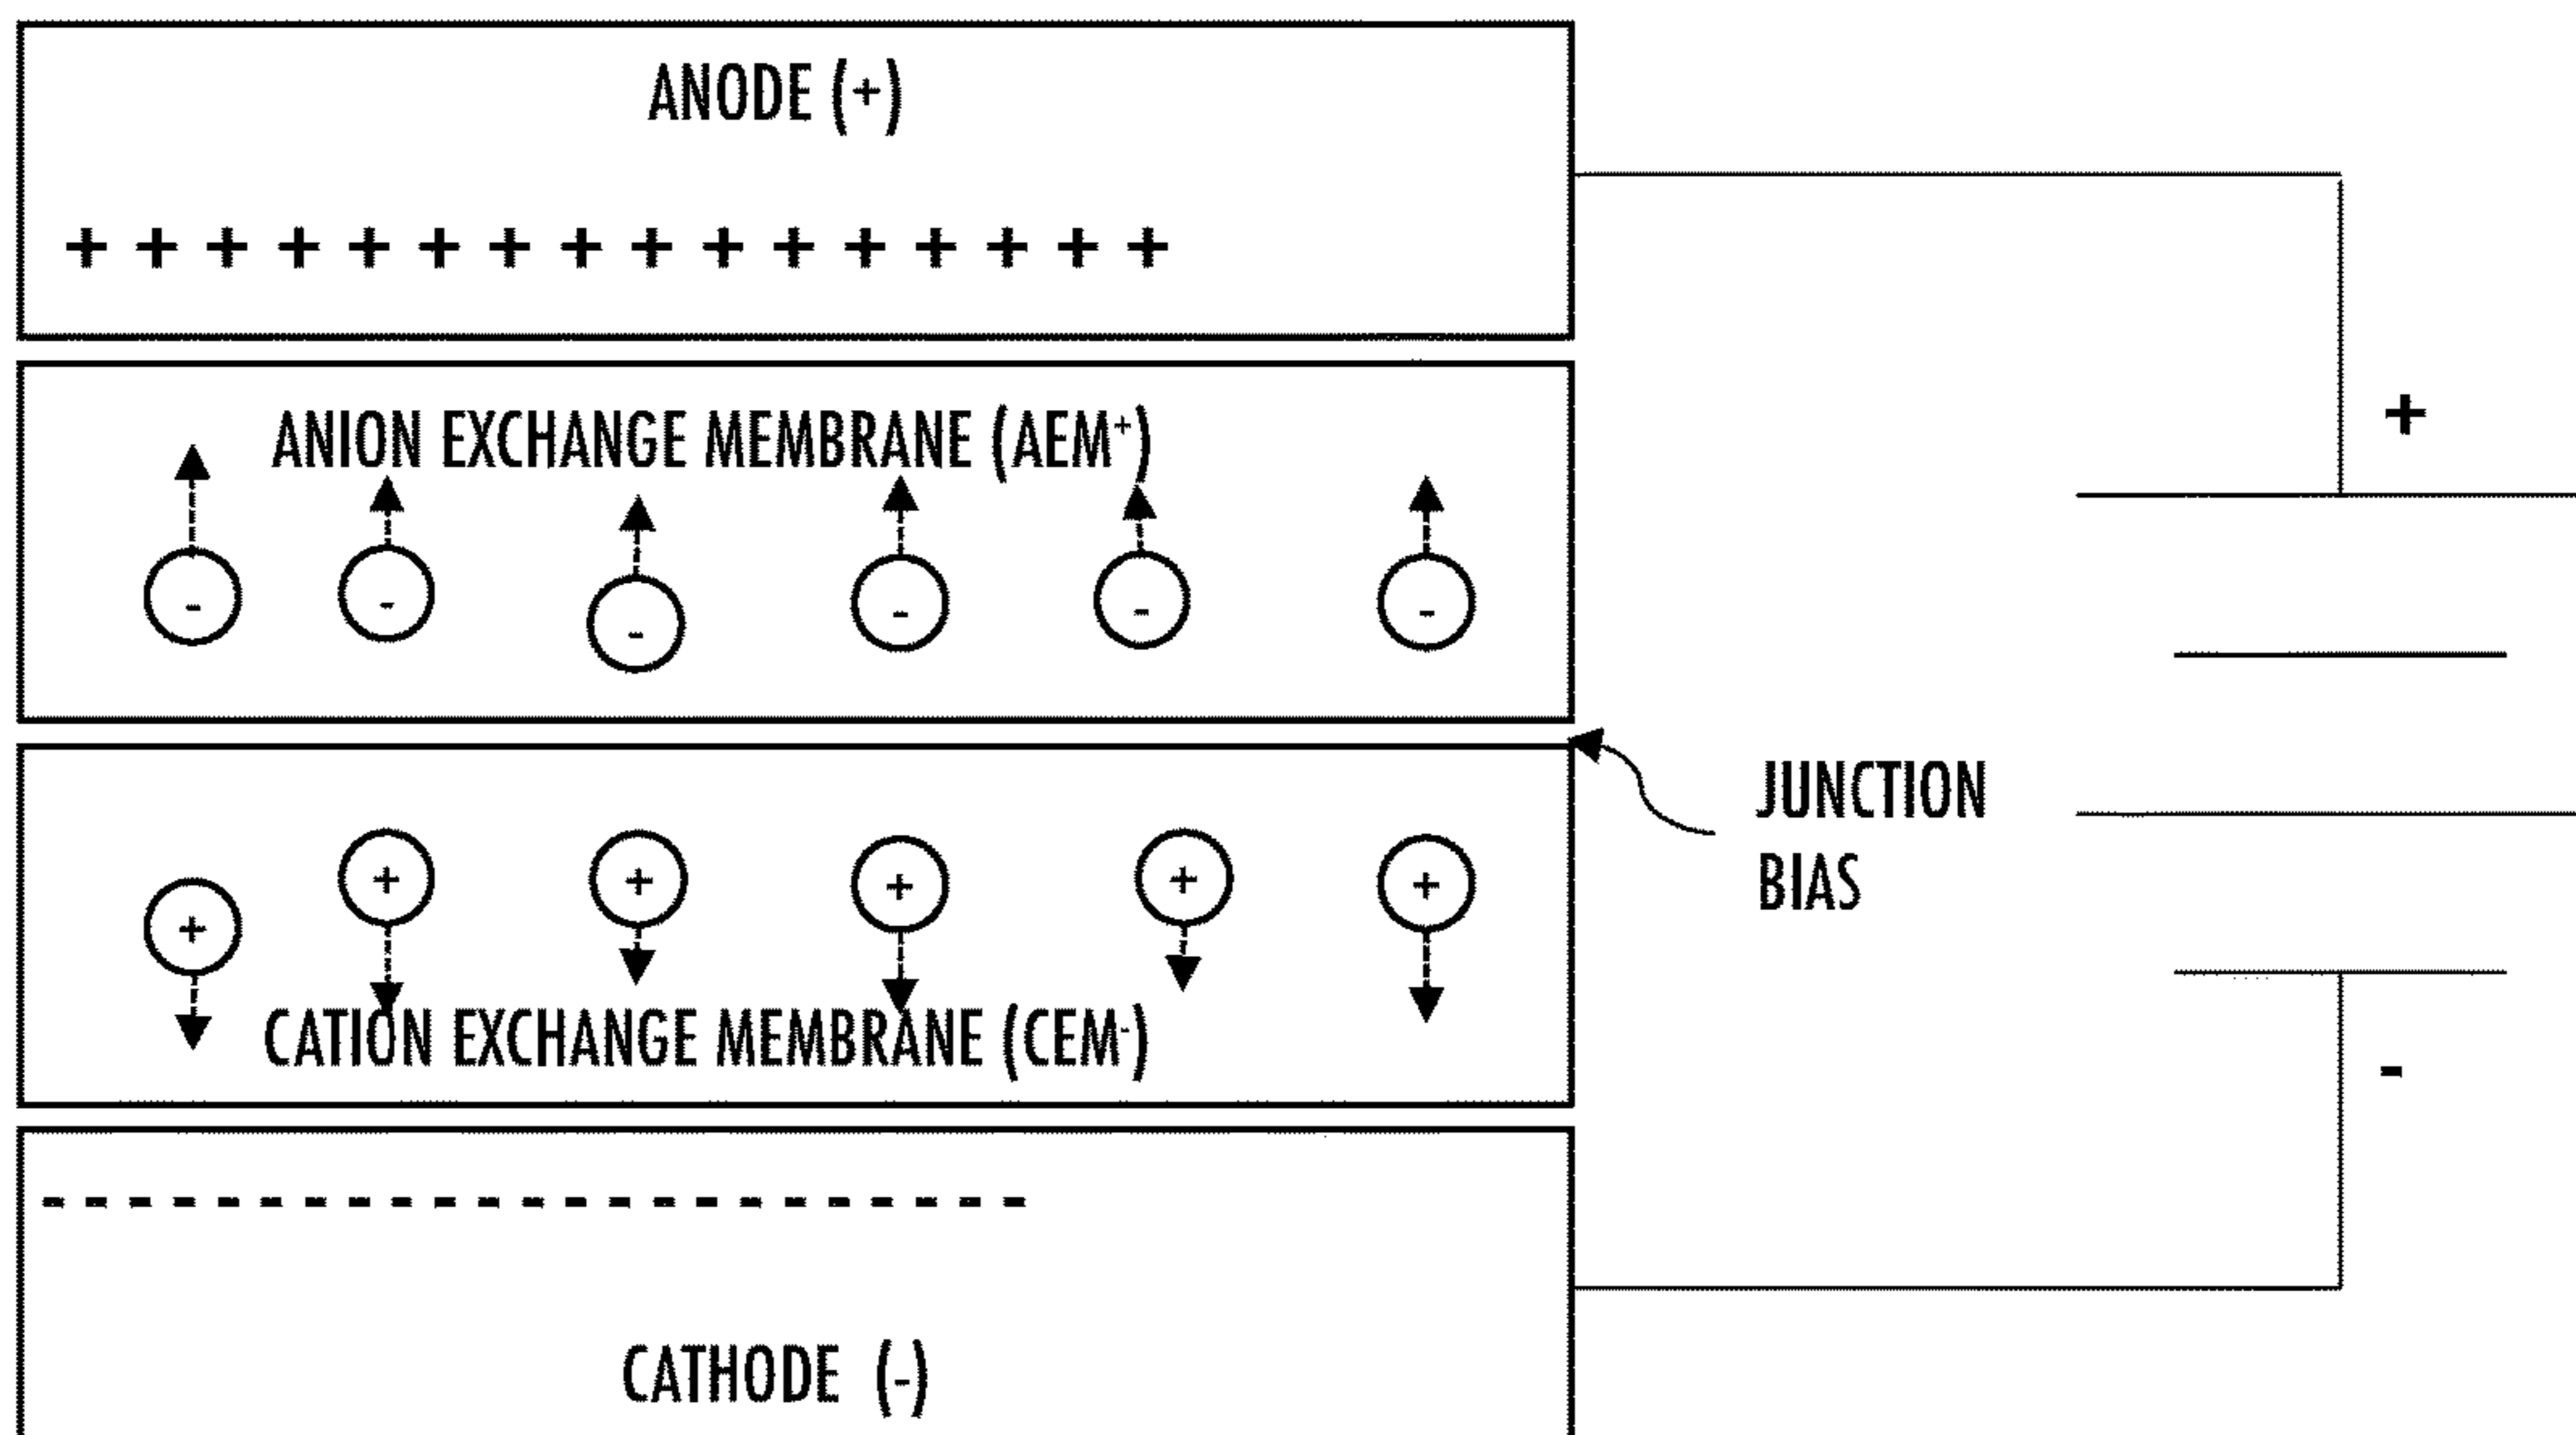 ANODE (+)
+ + + + + + + + + + + + + + + +
+
ANION EXCHANGE MEMBRANE (AEM⁺)
- - - - - -
JUNCTION
BIAS
+ + + + + +
CATION EXCHANGE MEMBRANE (CEM⁻)
-
- - - - - - - - - - - - - - - - - - - - - - -
CATHODE (-)